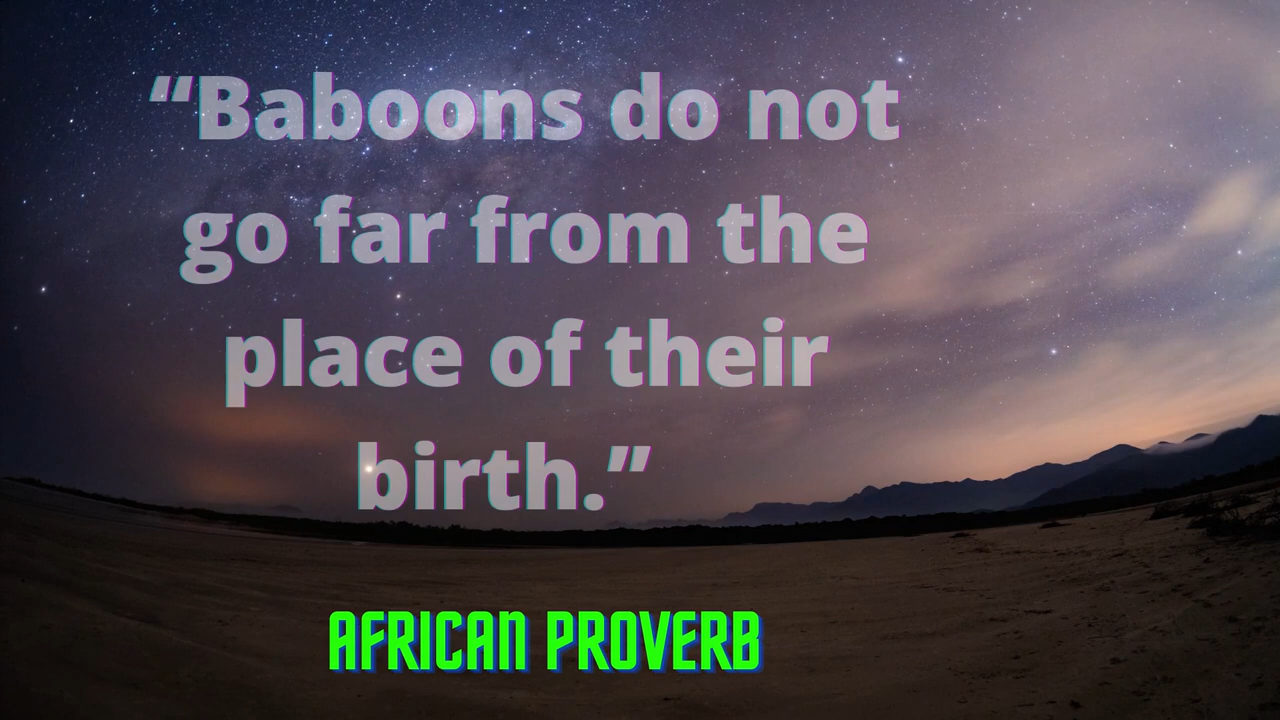 “Baboons do not
go far from the
place of their
birth.”
AFRICAN PROVERB